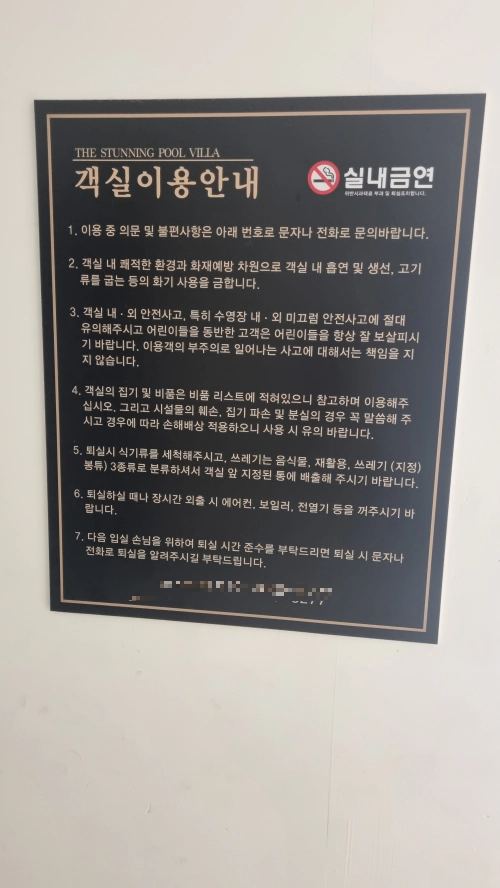 THE STUNNING POOL VILLA
객실이용안내
실내금연
위반시과태료 부과 및 퇴실조치합니다.
1. 이용 중 의문 및 불편사항은 아래 번호로 문자나 전화로 문의바랍니다.
2. 객실 내 쾌적한 환경과 화재예방 차원으로 객실 내 흡연 및 생선, 고기
류를 굽는 등의 화기 사용을 금합니다.
3. 객실 내 · 외 안전사고, 특히 수영장 내 · 외 미끄럼 안전사고에 절대
유의해주시고 어린이들을 동반한 고객은 어린이들을 항상 잘 보살피시
기 바랍니다. 이용객의 부주의로 일어나는 사고에 대해서는 책임을 지
지 않습니다.
4. 객실의 집기 및 비품은 비품 리스트에 적혀있으니 참고하며 이용해주
십시오. 그리고 시설물의 훼손, 집기 파손 및 분실의 경우 꼭 말씀해 주
시고 경우에 따라 손해배상 적용하오니 사용 시 유의 바랍니다.
5. 퇴실시 식기류를 세척해주시고, 쓰레기는 음식물, 재활용, 쓰레기 (지정)
봉투) 3종류로 분류하셔서 객실 앞 지정된 통에 배출해 주시기 바랍니다.
6. 퇴실하실 때나 장시간 외출 시 에어컨, 보일러, 전열기 등을 꺼주시기 바
랍니다.
7. 다음 입실 손님을 위하여 퇴실 시간 준수를 부탁드리면 퇴실 시 문자나
전화로 퇴실을 알려주시길 부탁드립니다.